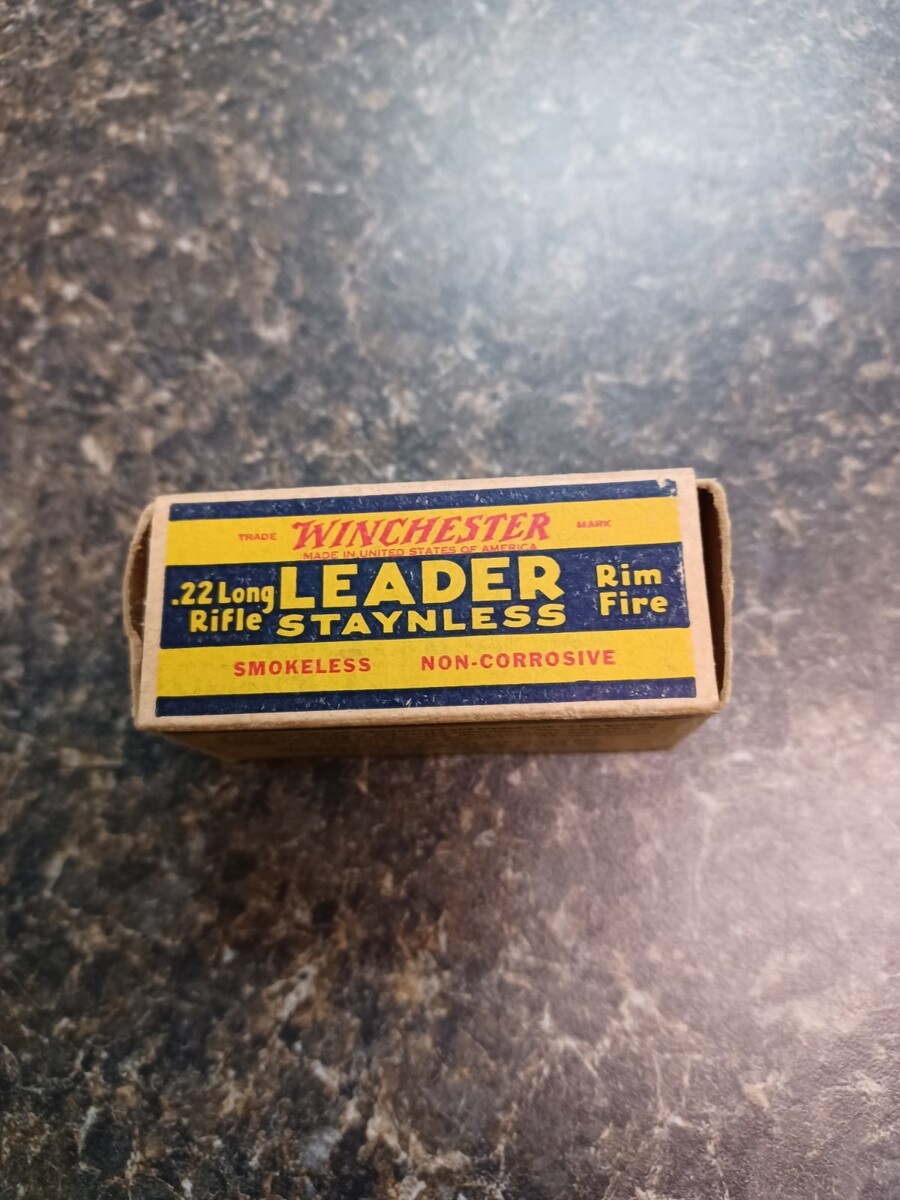 TRADE WINCHESTER MARK
MADE IN UNITED STATES OF AMERICA
.22 Long LEADER Rim
Rifle STAYNLESS Fire
SMOKELESS NON-CORROSIVE